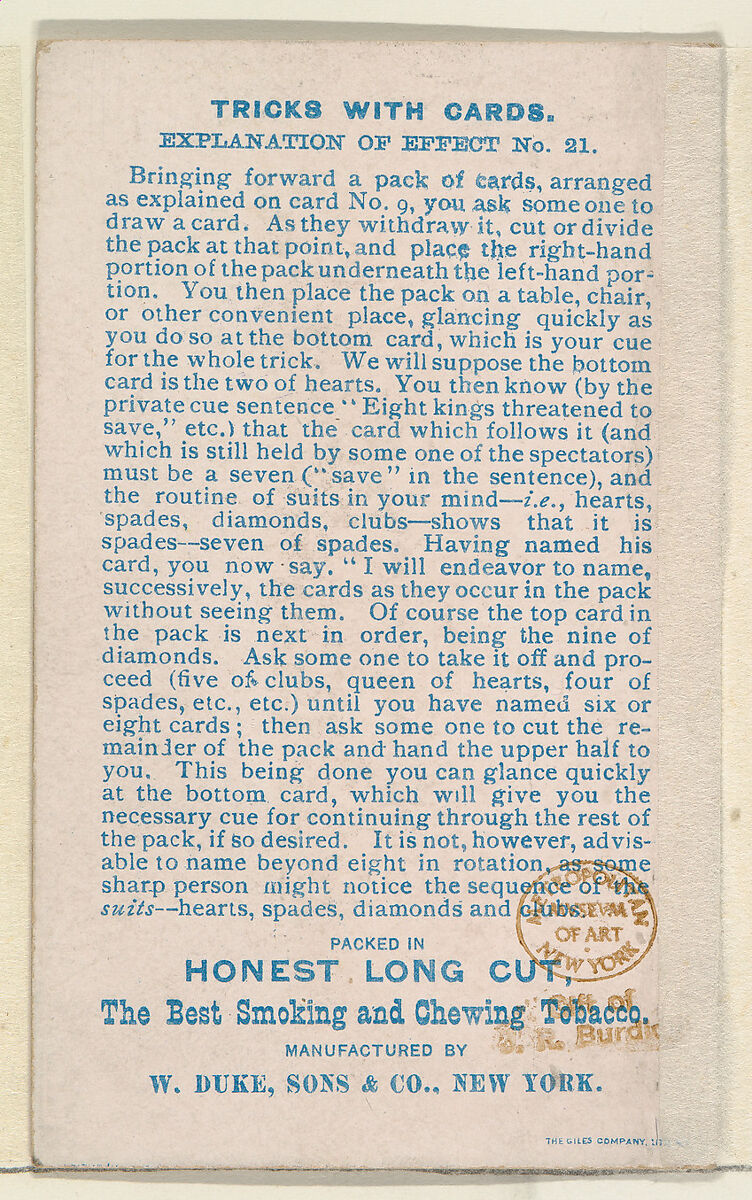 TRICKS WITH CARDS.
EXPLANATION OF EFFECT No. 21.
Bringing forward a pack of cards, arranged
as explained on card No. 9, you ask some one to
draw a card. As they withdraw it, cut or divide
the pack at that point, and place the right-hand
portion of the pack underneath the left-hand por-
tion. You then place the pack on a table, chair,
or other convenient place, glancing quickly as
you do so at the bottom card, which is your cue
for the whole trick. We will suppose the bottom
card is the two of hearts. You then know (by the
private cue sentence "Eight kings threatened to
save," etc.) that the card which follows it (and
which is still held by some one of the spectators)
must be a seven ("save" in the sentence), and
the routine of suits in your mind—i.e., hearts,
spades, diamonds, clubs—shows that it is
spades--seven of spades. Having named his
card, you now say. "I will endeavor to name,
successively, the cards as they occur in the pack
without seeing them. Of course the top card in
the pack is next in order, being the nine of
diamonds. Ask some one to take it off and pro-
ceed (five of clubs, queen of hearts, four of
spades, etc., etc.) until you have named six or
eight cards; then ask some one to cut the re-
mainder of the pack and hand the upper half to
you. This being done you can glance quickly
at the bottom card, which will give you the
necessary cue for continuing through the rest of
the pack, if so desired. It is not, however, advis-
able to name beyond eight in rotation, as some
sharp person might notice the sequence of the
suits--hearts, spades, diamonds and clubs.
METROPOLITAN
MUSEUM
OF ART
NEW YORK
PACKED IN
HONEST LONG CUT,
The Best Smoking and Chewing Tobacco.
Gift of
J. R. Burdic
MANUFACTURED BY
W. DUKE, SONS & CO., NEW YORK.
THE GILES COMPANY,